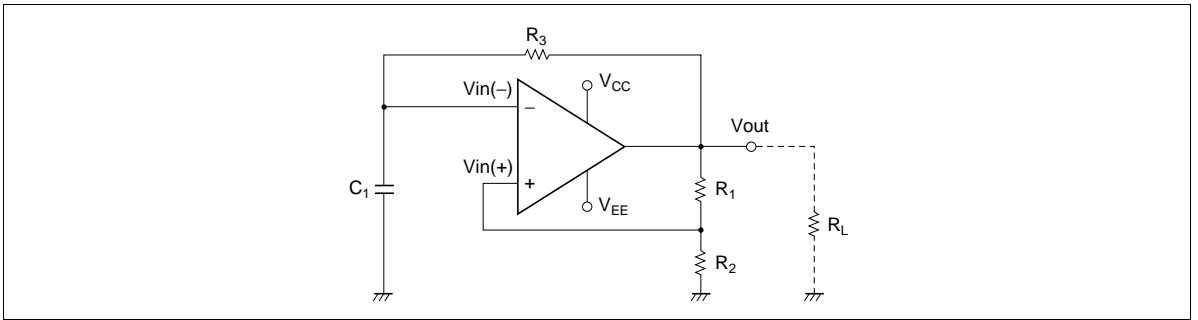 R3
Vin(−)
VCC
−
Vout
Vin(+)
C1
+
R1
VEE
RL
R2